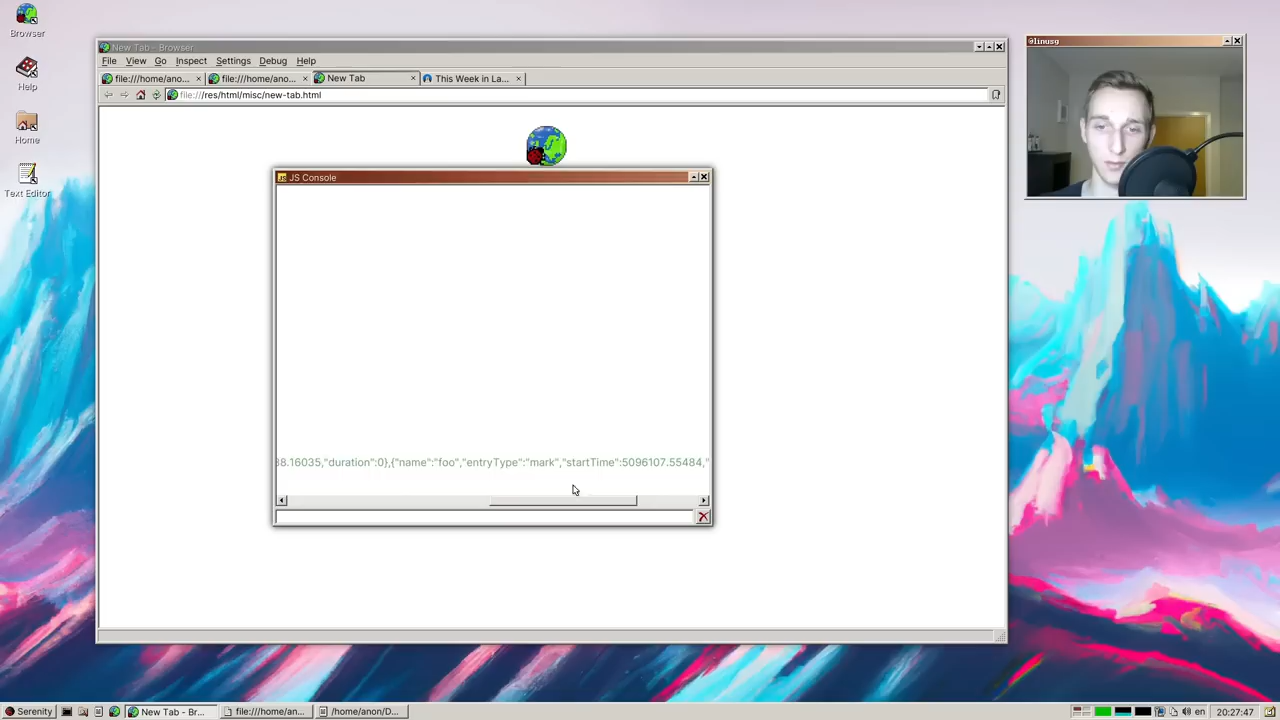 Browser
Help
Home
Text Editor
New Tab - Browser
File View Go Inspect Settings Debug Help
file:///home/ano... file:///home/ano... New Tab This Week in La...
file:///res/html/misc/new-tab.html
JS Console
38.16035,"duration":0},{"name":"foo","entryType":"mark","startTime":5096107.55484,"
@linusg
Serenity New Tab - Br... file:///home/an... /home/anon/D... en 20:27:47